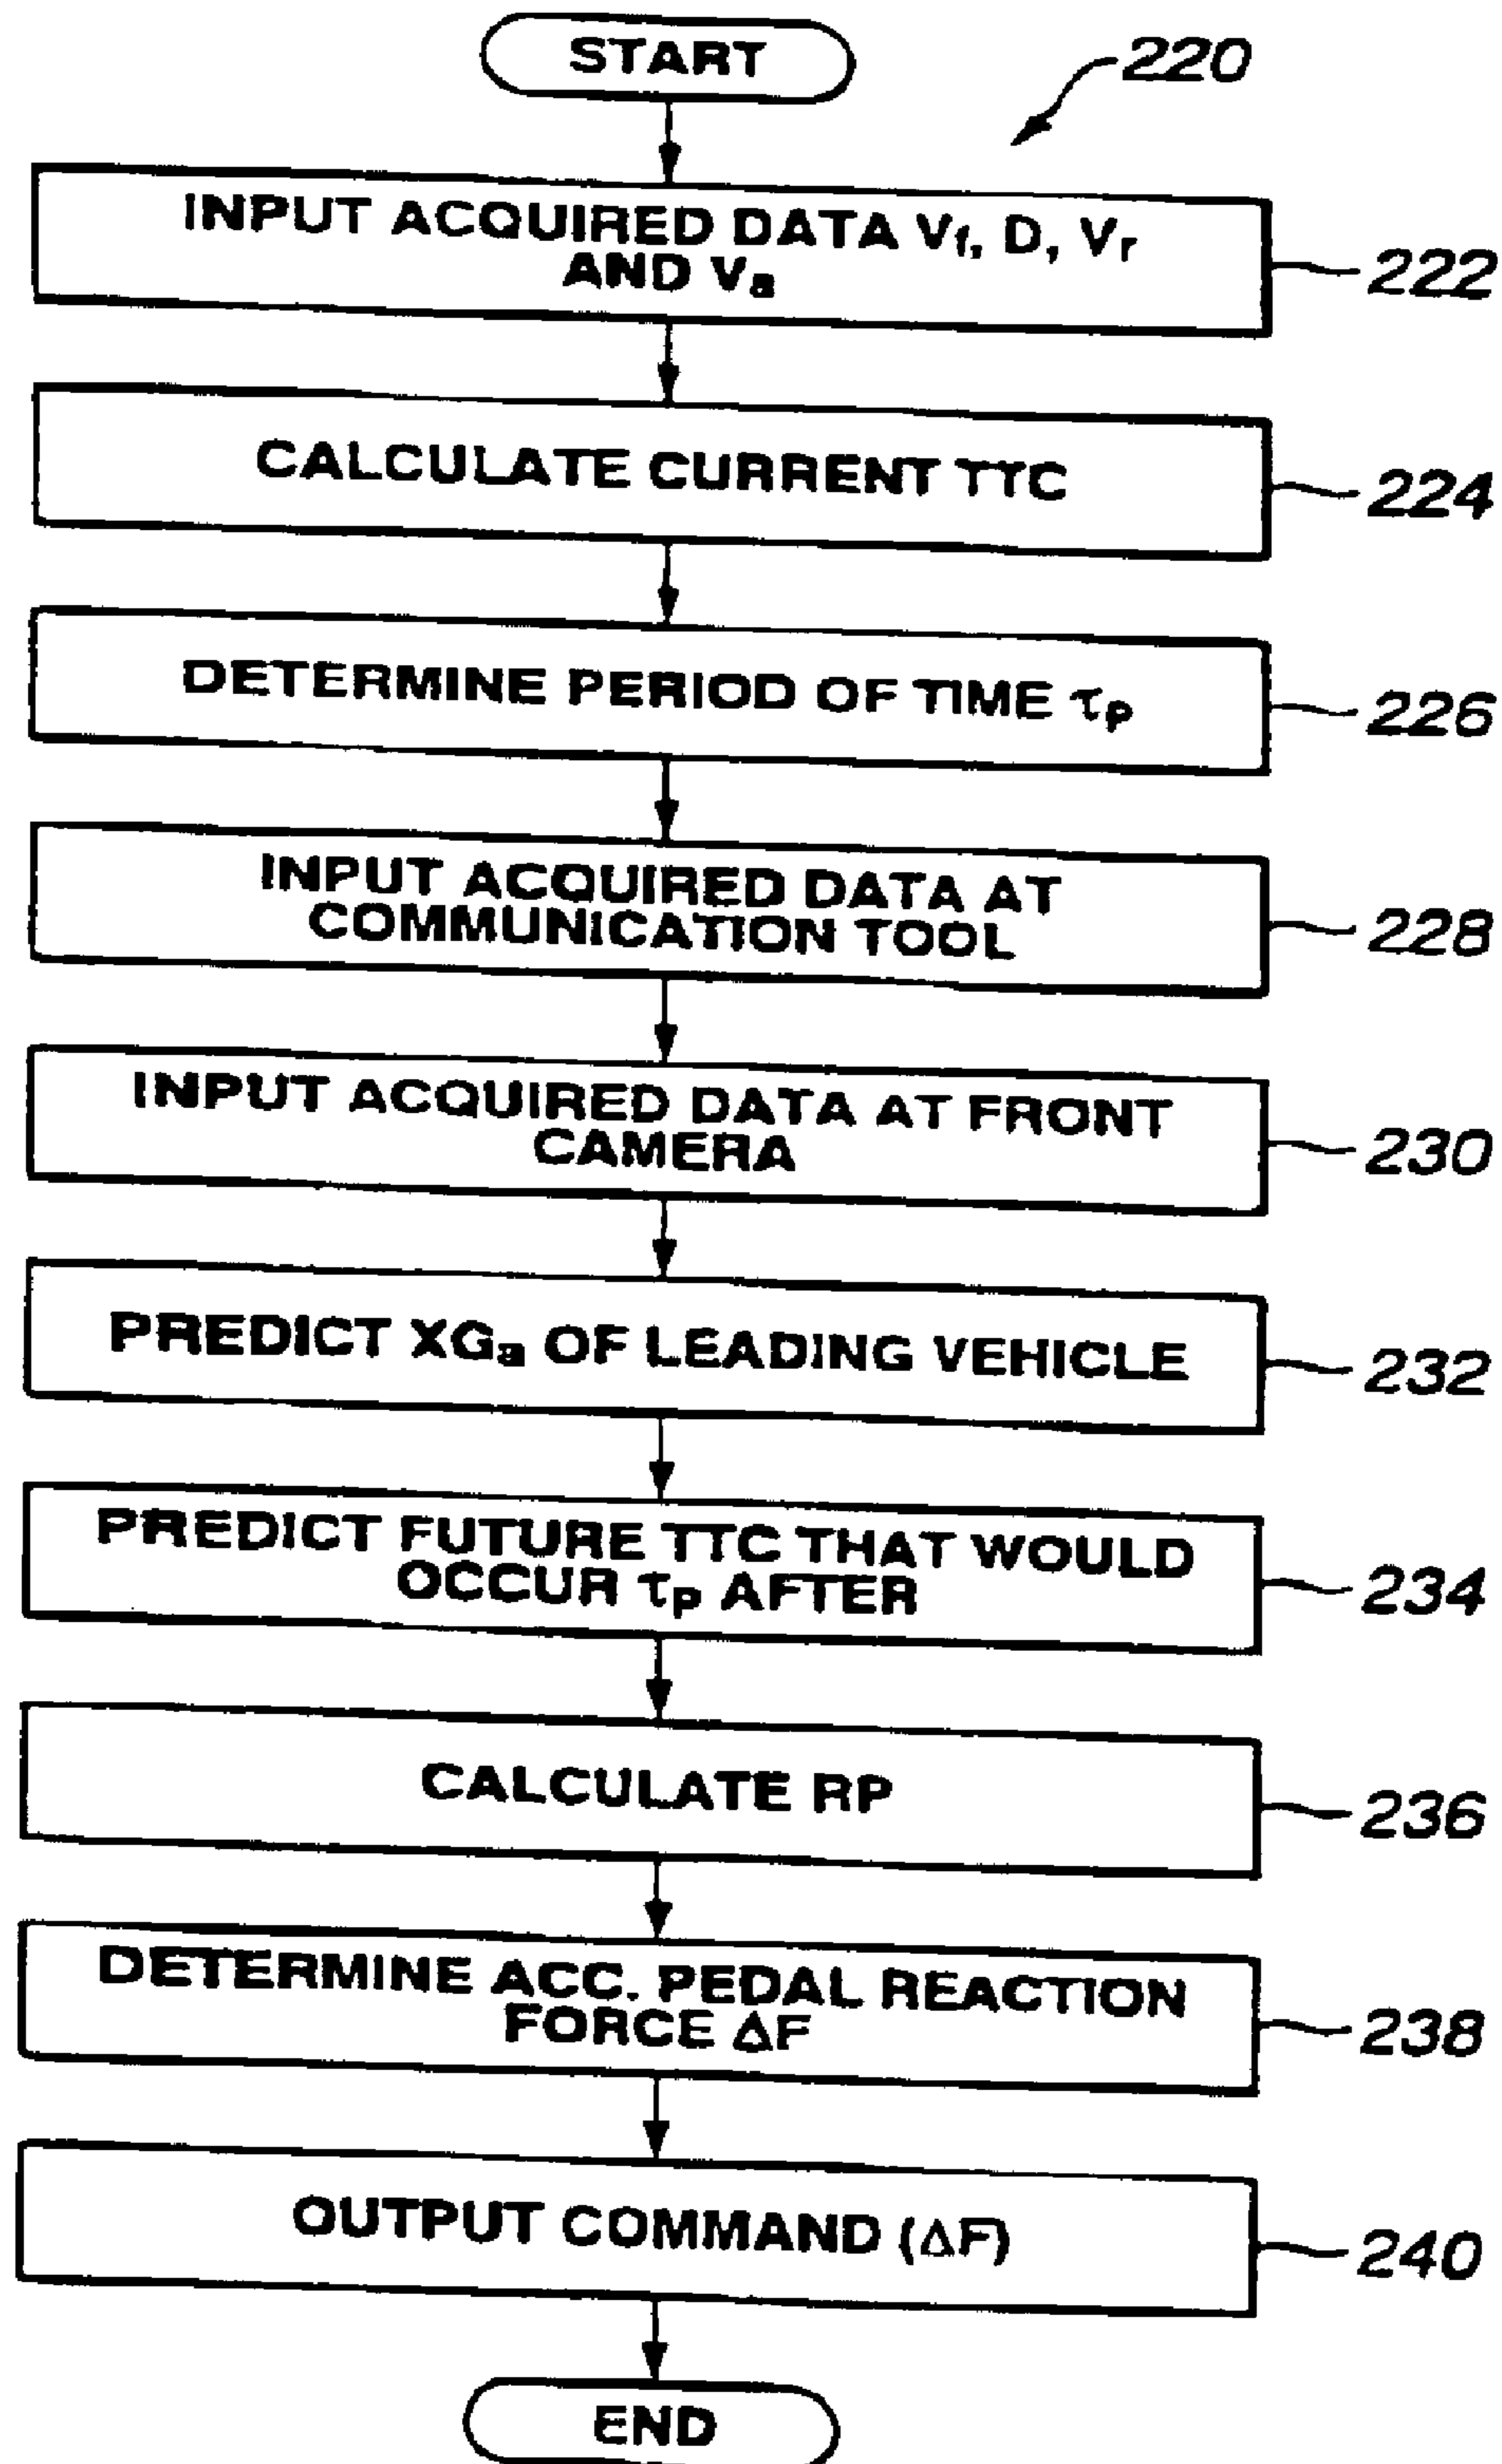 START
220
INPUT ACQUIRED DATA Vf, D, Vr
AND Va
222
CALCULATE CURRENT TTC
224
DETERMINE PERIOD OF TIME τp
226
INPUT ACQUIRED DATA AT
COMMUNICATION TOOL
228
INPUT ACQUIRED DATA AT FRONT
CAMERA
230
PREDICT XGa OF LEADING VEHICLE
232
PREDICT FUTURE TTC THAT WOULD
OCCUR τp AFTER
234
CALCULATE RP
236
DETERMINE ACC. PEDAL REACTION
FORCE ΔF
238
OUTPUT COMMAND (ΔF)
240
END